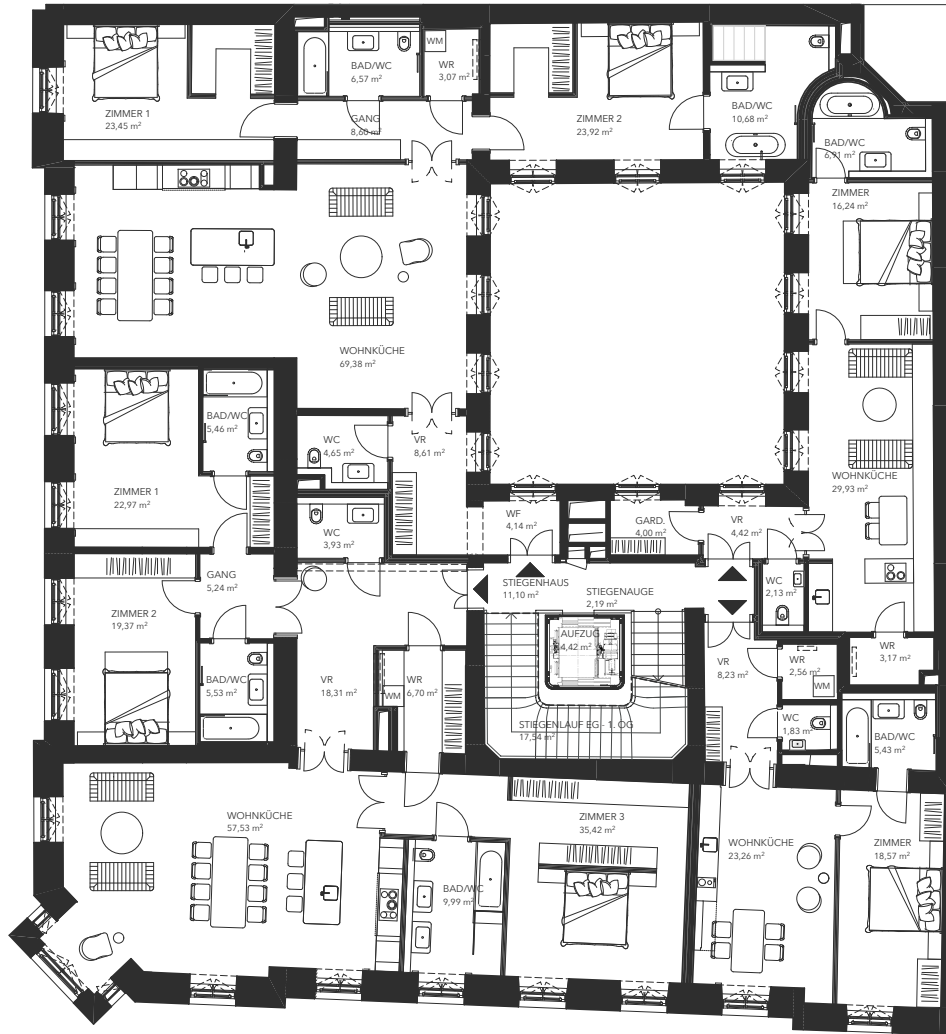 BAD/WC
6,57 m²
WM
WR
3,07 m²
ZIMMER 1
23,45 m²
GANG
8,60 m²
ZIMMER 2
23,92 m²
BAD/WC
10,68 m²
BAD/WC
6,91 m²
ZIMMER
16,24 m²
WOHNKÜCHE
69,38 m²
BAD/WC
5,46 m²
WC
4,65 m²
VR
8,61 m²
WOHNKÜCHE
29,93 m²
ZIMMER 1
22,97 m²
WC
3,93 m²
WF
4,14 m²
GARD.
4,00 m²
VR
4,42 m²
GANG
5,24 m²
STIEGENHAUS
11,10 m²
STIEGENAUGE
2,19 m²
WC
2,13 m²
ZIMMER 2
19,37 m²
AUFZUG
4,42 m²
WR
3,17 m²
BAD/WC
5,53 m²
VR
18,31 m²
WR
6,70 m²
WM
VR
8,23 m²
WR
2,56 m²
WM
STIEGENLAUF EG - 1. OG
17,54 m²
WC
1,83 m²
BAD/WC
5,43 m²
WOHNKÜCHE
57,53 m²
ZIMMER 3
35,42 m²
WOHNKÜCHE
23,26 m²
ZIMMER
18,57 m²
BAD/WC
9,99 m²